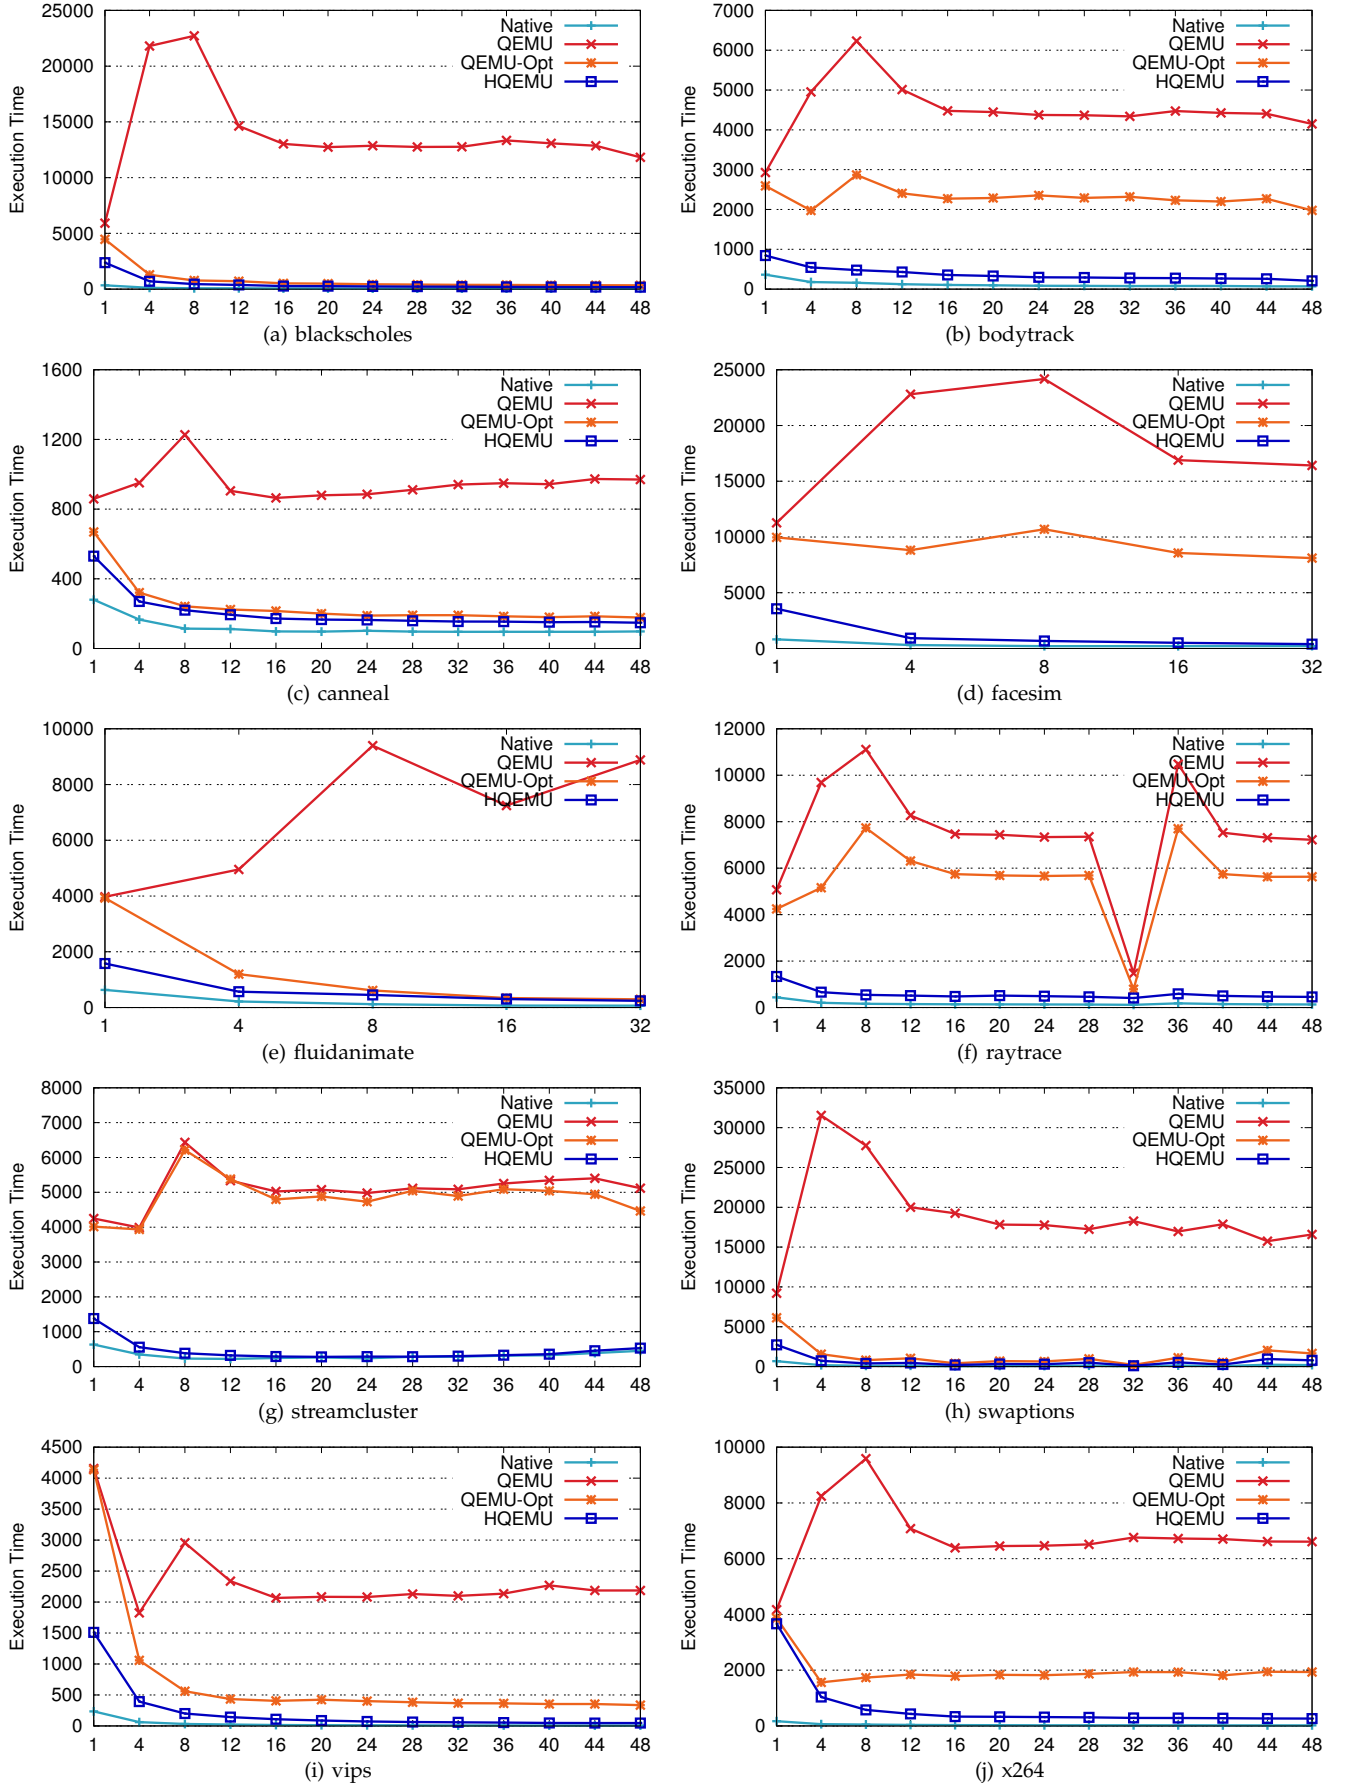 25000
20000
15000
10000
5000
0
Execution Time
Native
QEMU
QEMU-Opt
HQEMU
1 4 8 12 16 20 24 28 32 36 40 44 48
(a) blackscholes
7000
6000
5000
4000
3000
2000
1000
0
Execution Time
Native
QEMU
QEMU-Opt
HQEMU
1 4 8 12 16 20 24 28 32 36 40 44 48
(b) bodytrack
1600
1200
800
400
0
Execution Time
Native
QEMU
QEMU-Opt
HQEMU
1 4 8 12 16 20 24 28 32 36 40 44 48
(c) canneal
25000
20000
15000
10000
5000
0
Execution Time
Native
QEMU
QEMU-Opt
HQEMU
1 4 8 16 32
(d) facesim
10000
8000
6000
4000
2000
0
Execution Time
Native
QEMU
QEMU-Opt
HQEMU
1 4 8 16 32
(e) fluidanimate
12000
10000
8000
6000
4000
2000
0
Execution Time
Native
QEMU
QEMU-Opt
HQEMU
1 4 8 12 16 20 24 28 32 36 40 44 48
(f) raytrace
8000
7000
6000
5000
4000
3000
2000
1000
0
Execution Time
Native
QEMU
QEMU-Opt
HQEMU
1 4 8 12 16 20 24 28 32 36 40 44 48
(g) streamcluster
35000
30000
25000
20000
15000
10000
5000
0
Execution Time
Native
QEMU
QEMU-Opt
HQEMU
1 4 8 12 16 20 24 28 32 36 40 44 48
(h) swaptions
4500
4000
3500
3000
2500
2000
1500
1000
500
0
Execution Time
Native
QEMU
QEMU-Opt
HQEMU
1 4 8 12 16 20 24 28 32 36 40 44 48
(i) vips
10000
8000
6000
4000
2000
0
Execution Time
Native
QEMU
QEMU-Opt
HQEMU
1 4 8 12 16 20 24 28 32 36 40 44 48
(j) x264